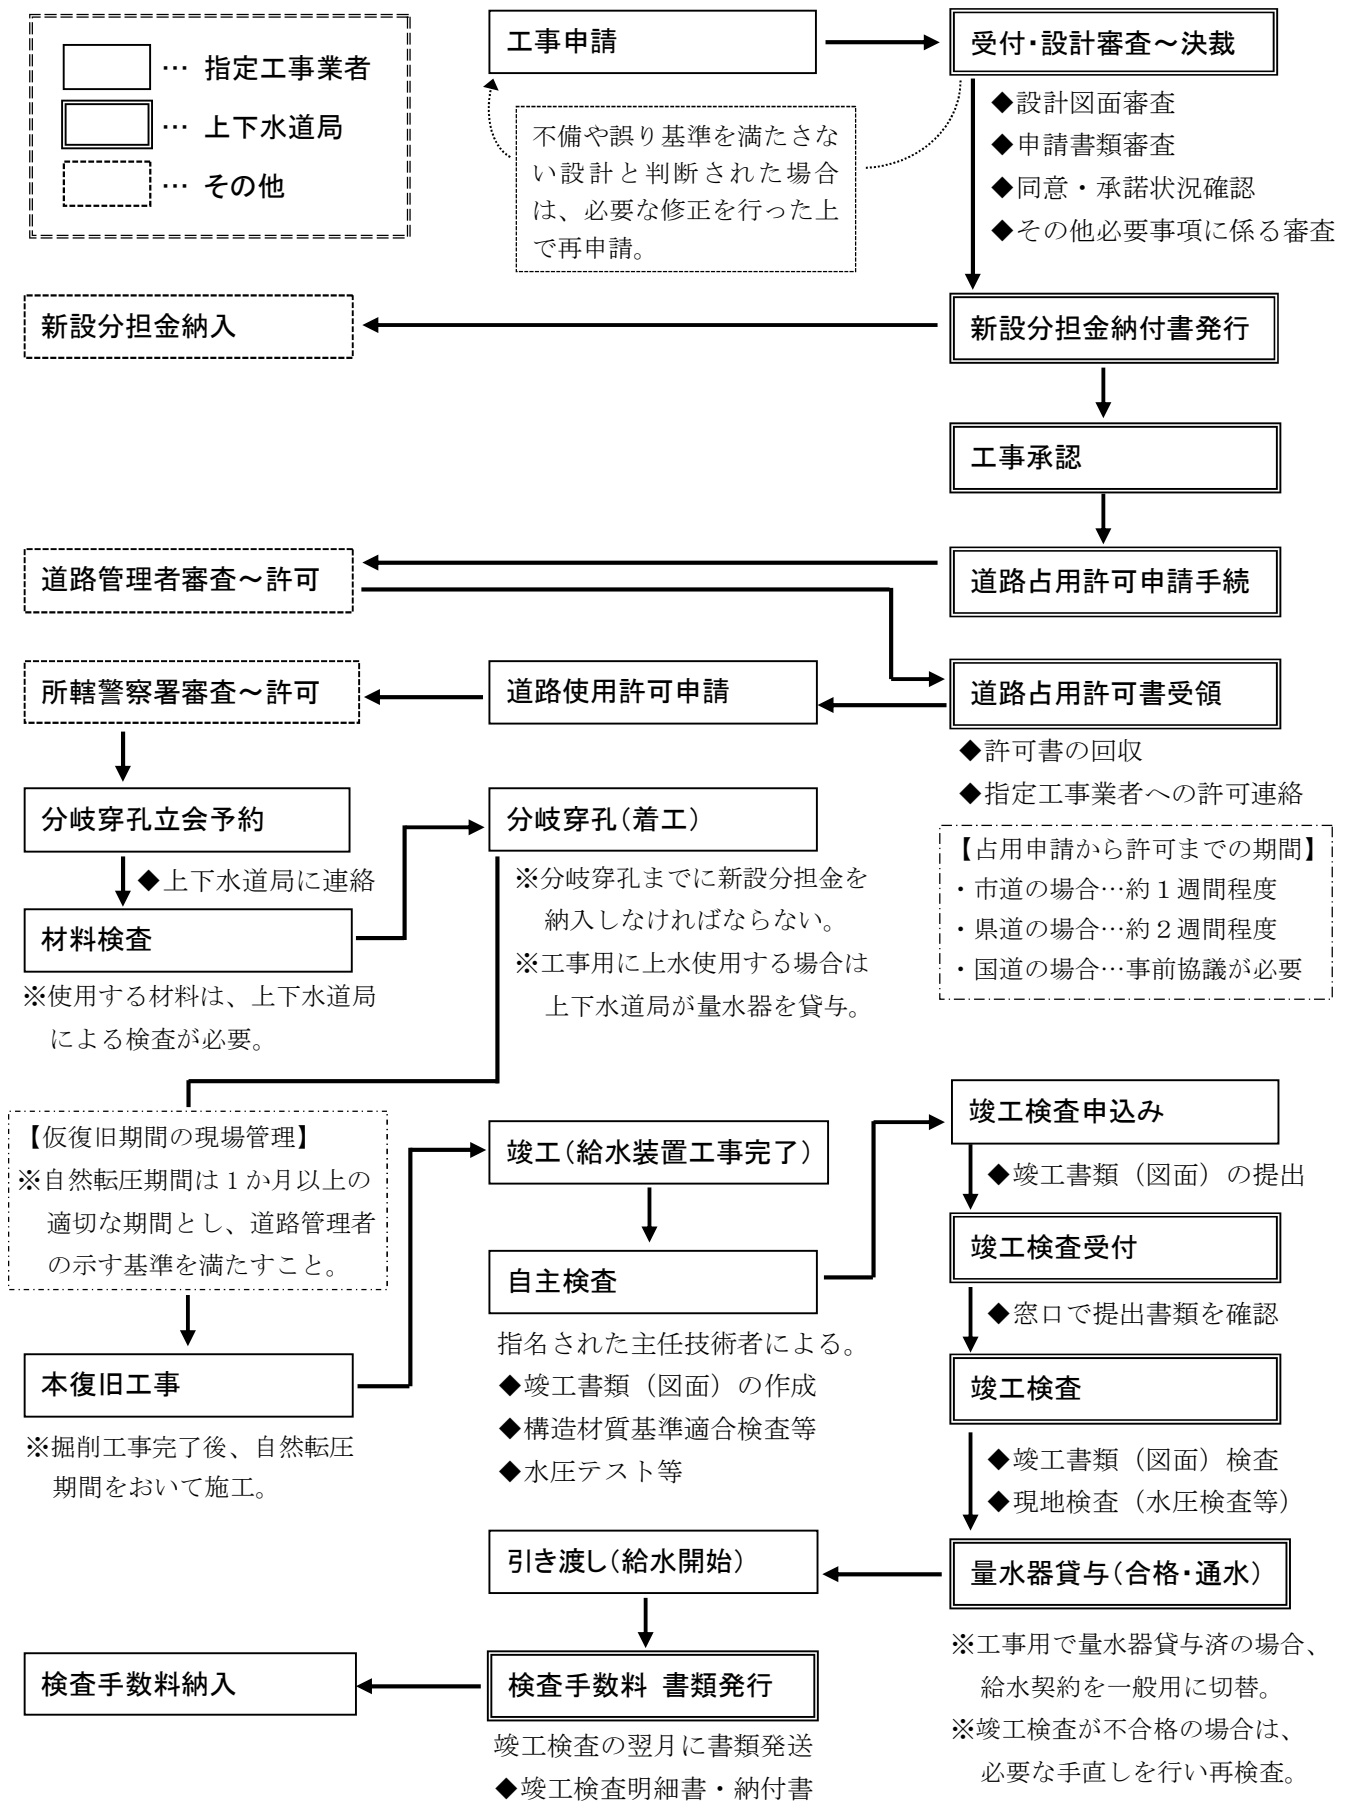 … 指定工事業者
… 上下水道局
… その他
工事申請
受付・設計審査～決裁
不備や誤り基準を満たさな
い設計と判断された場合
は、必要な修正を行った上
で再申請。
◆設計図面審査
◆申請書類審査
◆同意・承諾状況確認
◆その他必要事項に係る審査
新設分担金納入
新設分担金納付書発行
工事承認
道路管理者審査～許可
道路占用許可申請手続
所轄警察署審査～許可
道路使用許可申請
道路占用許可書受領
◆許可書の回収
◆指定工事業者への許可連絡
【占用申請から許可までの期間】
・市道の場合…約１週間程度
・県道の場合…約２週間程度
・国道の場合…事前協議が必要
分岐穿孔立会予約
◆上下水道局に連絡
材料検査
※使用する材料は、上下水道局
による検査が必要。
分岐穿孔（着工）
※分岐穿孔までに新設分担金を
納入しなければならない。
※工事用に上水使用する場合は
上下水道局が量水器を貸与。
【仮復旧期間の現場管理】
※自然転圧期間は１か月以上の
適切な期間とし、道路管理者
の示す基準を満たすこと。
本復旧工事
※掘削工事完了後、自然転圧
期間をおいて施工。
竣工（給水装置工事完了）
自主検査
指名された主任技術者による。
◆竣工書類（図面）の作成
◆構造材質基準適合検査等
◆水圧テスト等
竣工検査申込み
◆竣工書類（図面）の提出
竣工検査受付
◆窓口で提出書類を確認
竣工検査
◆竣工書類（図面）検査
◆現地検査（水圧検査等）
引き渡し（給水開始）
量水器貸与（合格・通水）
※工事用で量水器貸与済の場合、
給水契約を一般用に切替。
※竣工検査が不合格の場合は、
必要な手直しを行い再検査。
検査手数料納入
検査手数料 書類発行
竣工検査の翌月に書類発送
◆竣工検査明細書・納付書